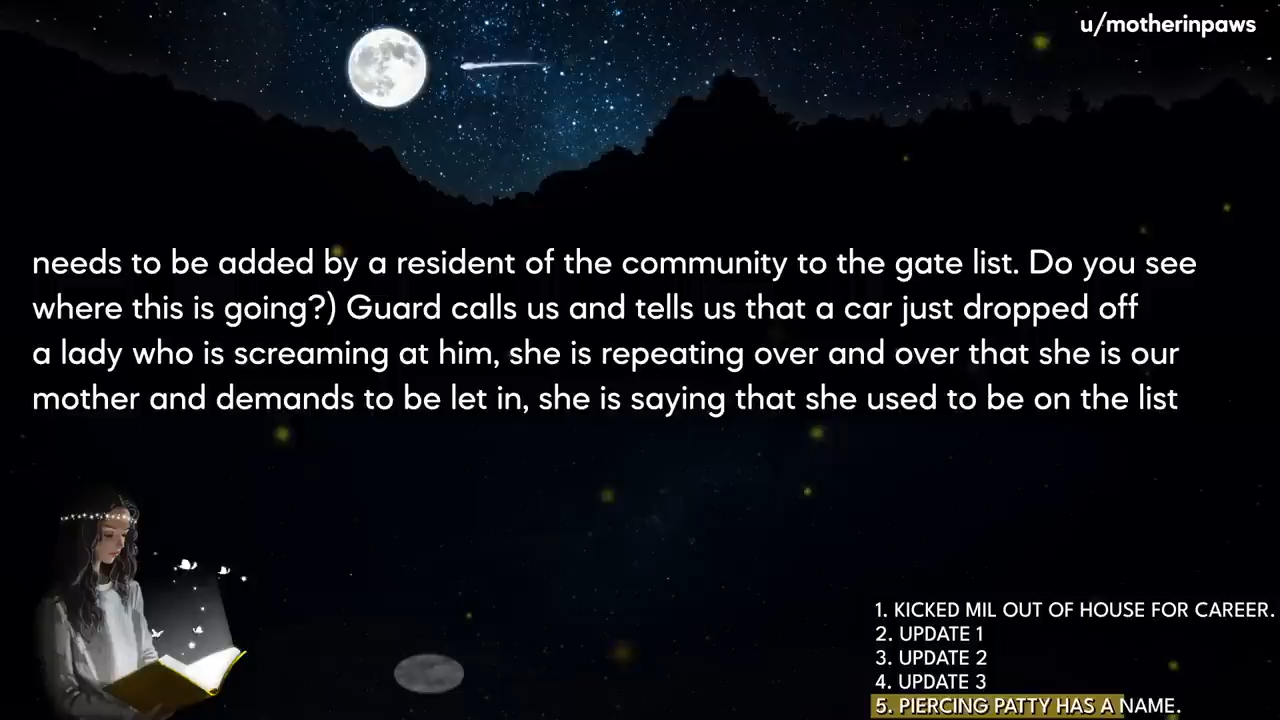 u/motherinpaws
needs to be added by a resident of the community to the gate list. Do you see
where this is going?) Guard calls us and tells us that a car just dropped off
a lady who is screaming at him, she is repeating over and over that she is our
mother and demands to be let in, she is saying that she used to be on the list
1. KICKED MIL OUT OF HOUSE FOR CAREER.
2. UPDATE 1
3. UPDATE 2
4. UPDATE 3
5. PIERCING PATTY HAS A NAME.